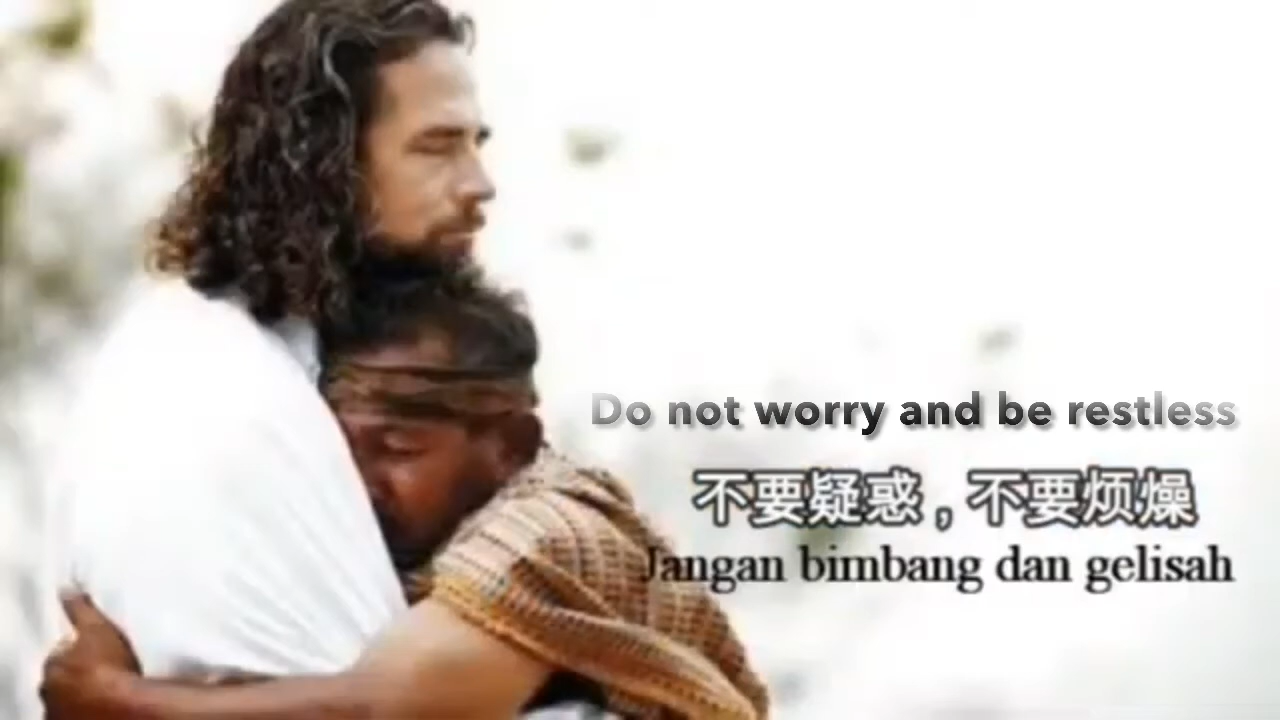 Do not worry and be restless
不要疑惑，不要烦燥
Jangan bimbang dan gelisah